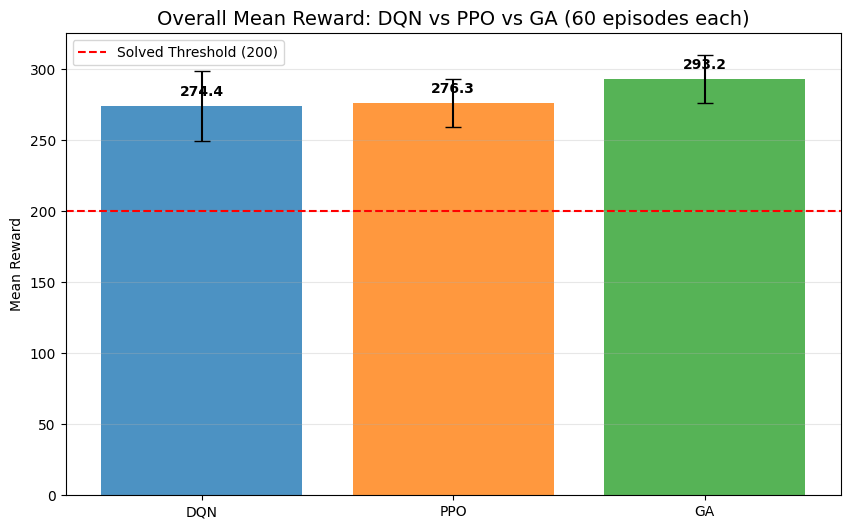 Overall Mean Reward: DQN vs PPO vs GA (60 episodes each)
Solved Threshold (200)
300
250
200
150
100
50
0
Mean Reward
274.4
276.3
293.2
DQN
PPO
GA